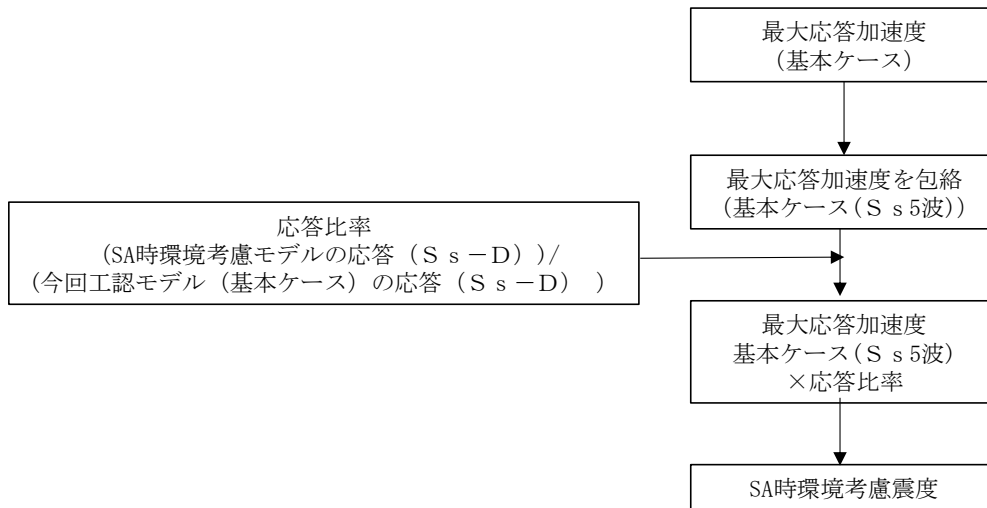 最大応答加速度
(基本ケース)
最大応答加速度を包絡
(基本ケース(Ｓｓ5波))
応答比率
(SA時環境考慮モデルの応答（Ｓｓ－Ｄ))/
(今回工認モデル（基本ケース）の応答（Ｓｓ－Ｄ） )
最大応答加速度
基本ケース(Ｓｓ5波)
×応答比率
SA時環境考慮震度